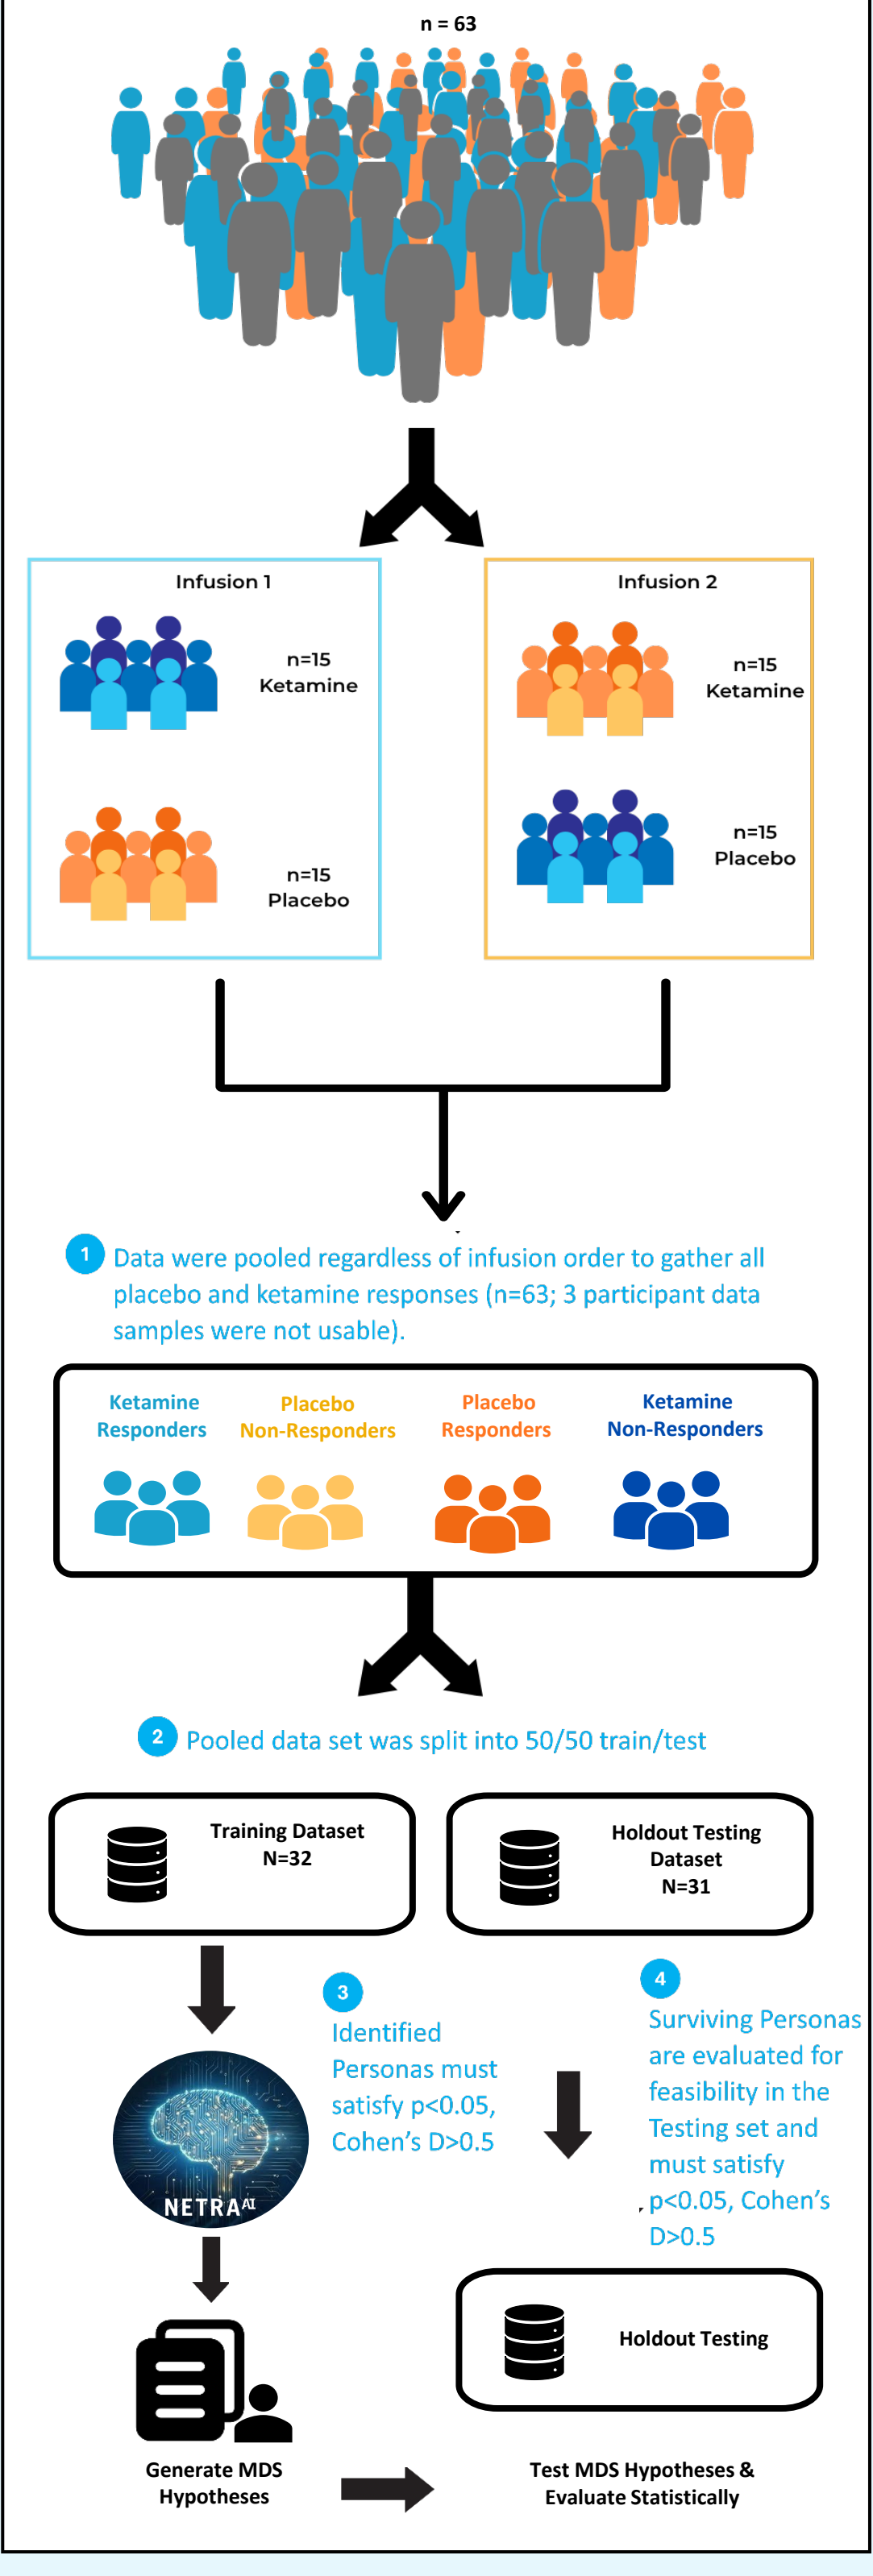 n = 63
Infusion 1
n=15
Ketamine
n=15
Placebo
Infusion 2
n=15
Ketamine
n=15
Placebo
1
Data were pooled regardless of infusion order to gather all
placebo and ketamine responses (n=63; 3 participant data
samples were not usable).
Ketamine
Responders
Placebo
Non-Responders
Placebo
Responders
Ketamine
Non-Responders
2
Pooled data set was split into 50/50 train/test
Training Dataset
N=32
Holdout Testing
Dataset
N=31
3
Identified
Personas must
satisfy p<0.05,
Cohen's D>0.5
4
Surviving Personas
are evaluated for
feasibility in the
Testing set and
must satisfy
p<0.05, Cohen's
D>0.5
NETRA AI
Holdout Testing
Generate MDS
Hypotheses
Test MDS Hypotheses &
Evaluate Statistically